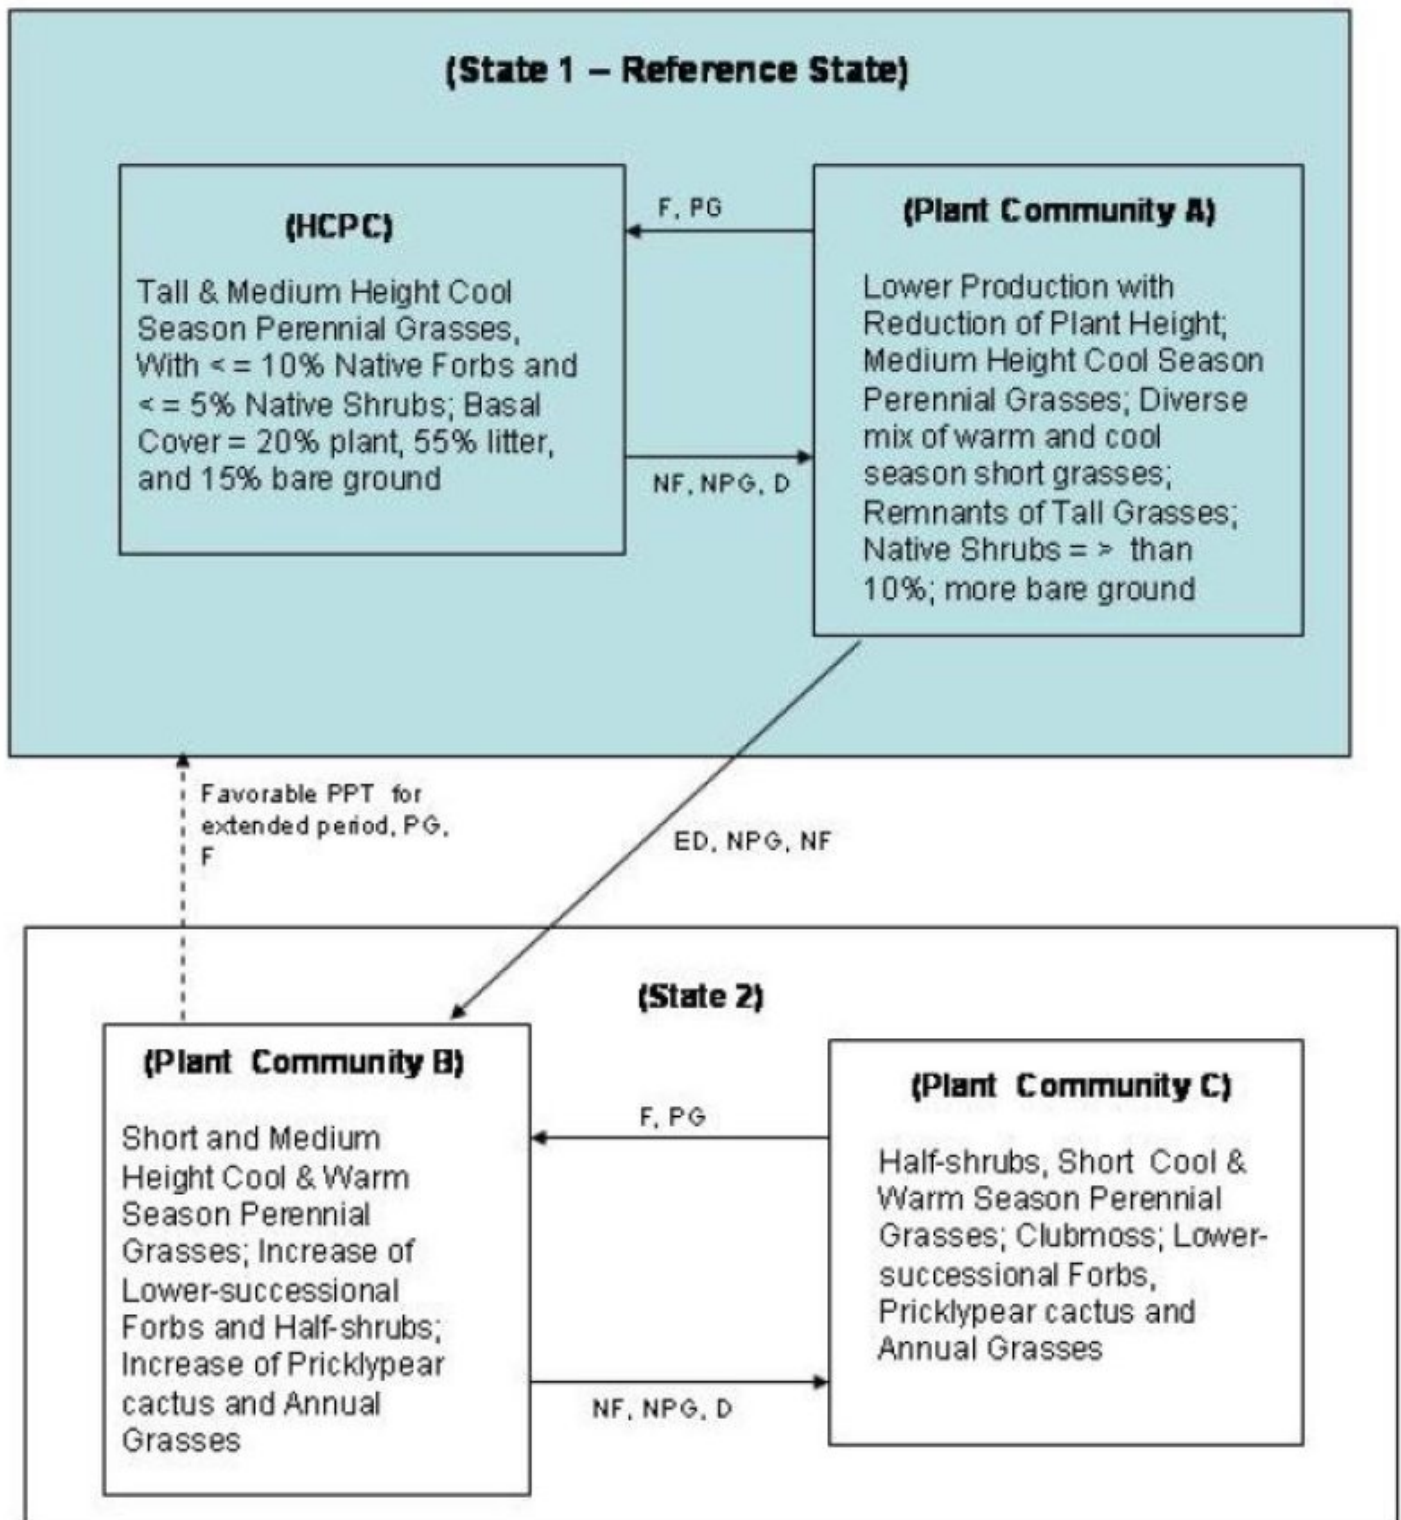 (State 1 – Reference State)
(HCPC)
Tall & Medium Height Cool
Season Perennial Grasses,
With < = 10% Native Forbs and
< = 5% Native Shrubs; Basal
Cover = 20% plant, 55% litter,
and 15% bare ground
F, PG
NF, NPG, D
(Plant Community A)
Lower Production with
Reduction of Plant Height;
Medium Height Cool Season
Perennial Grasses; Diverse
mix of warm and cool
season short grasses;
Remnants of Tall Grasses;
Native Shrubs = > than
10%; more bare ground
Favorable PPT for
extended period, PG,
F
ED, NPG, NF
(State 2)
(Plant Community B)
Short and Medium
Height Cool & Warm
Season Perennial
Grasses; Increase of
Lower-successional
Forbs and Half-shrubs;
Increase of Pricklypear
cactus and Annual
Grasses
F, PG
NF, NPG, D
(Plant Community C)
Half-shrubs, Short Cool &
Warm Season Perennial
Grasses; Clubmoss; Lower-
successional Forbs,
Pricklypear cactus and
Annual Grasses